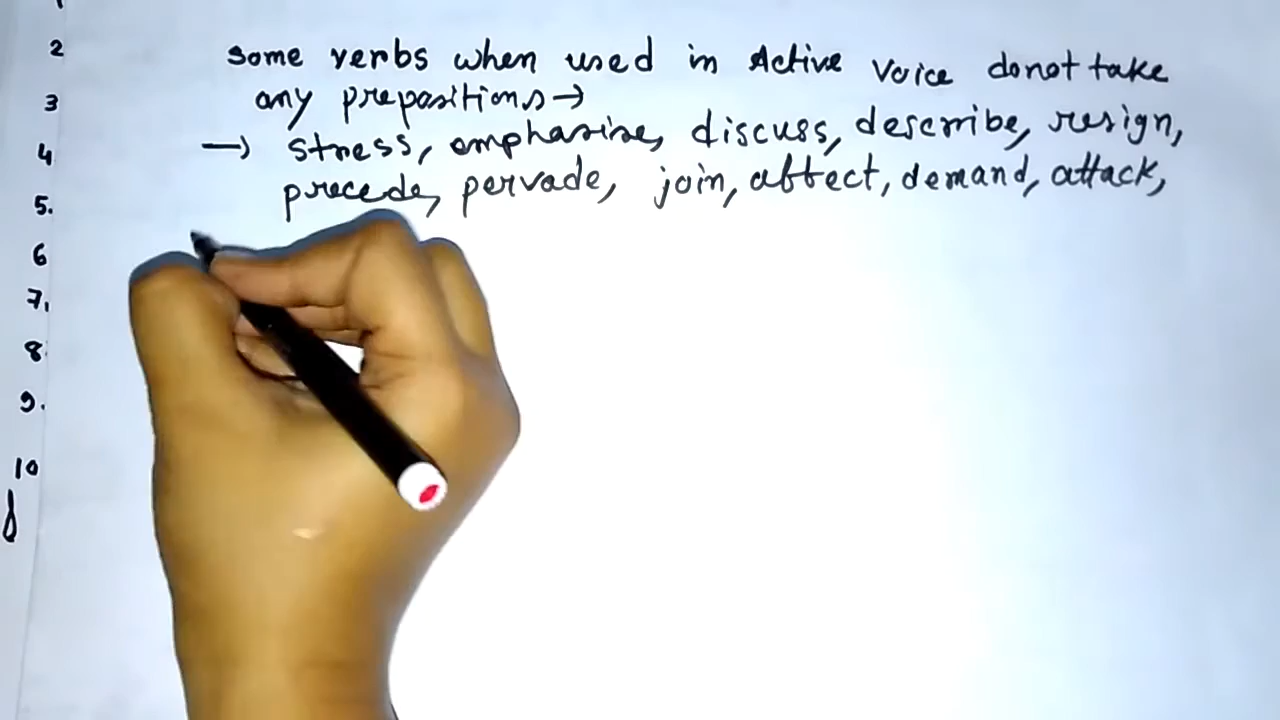 2
some verbs when used in Active Voice donot take
3
any prepositions →
4
→ stress, emphasise, discuss, describe, resign,
precede, pervade, join, affect, demand, attack,
5.
6
7.
8
9.
10